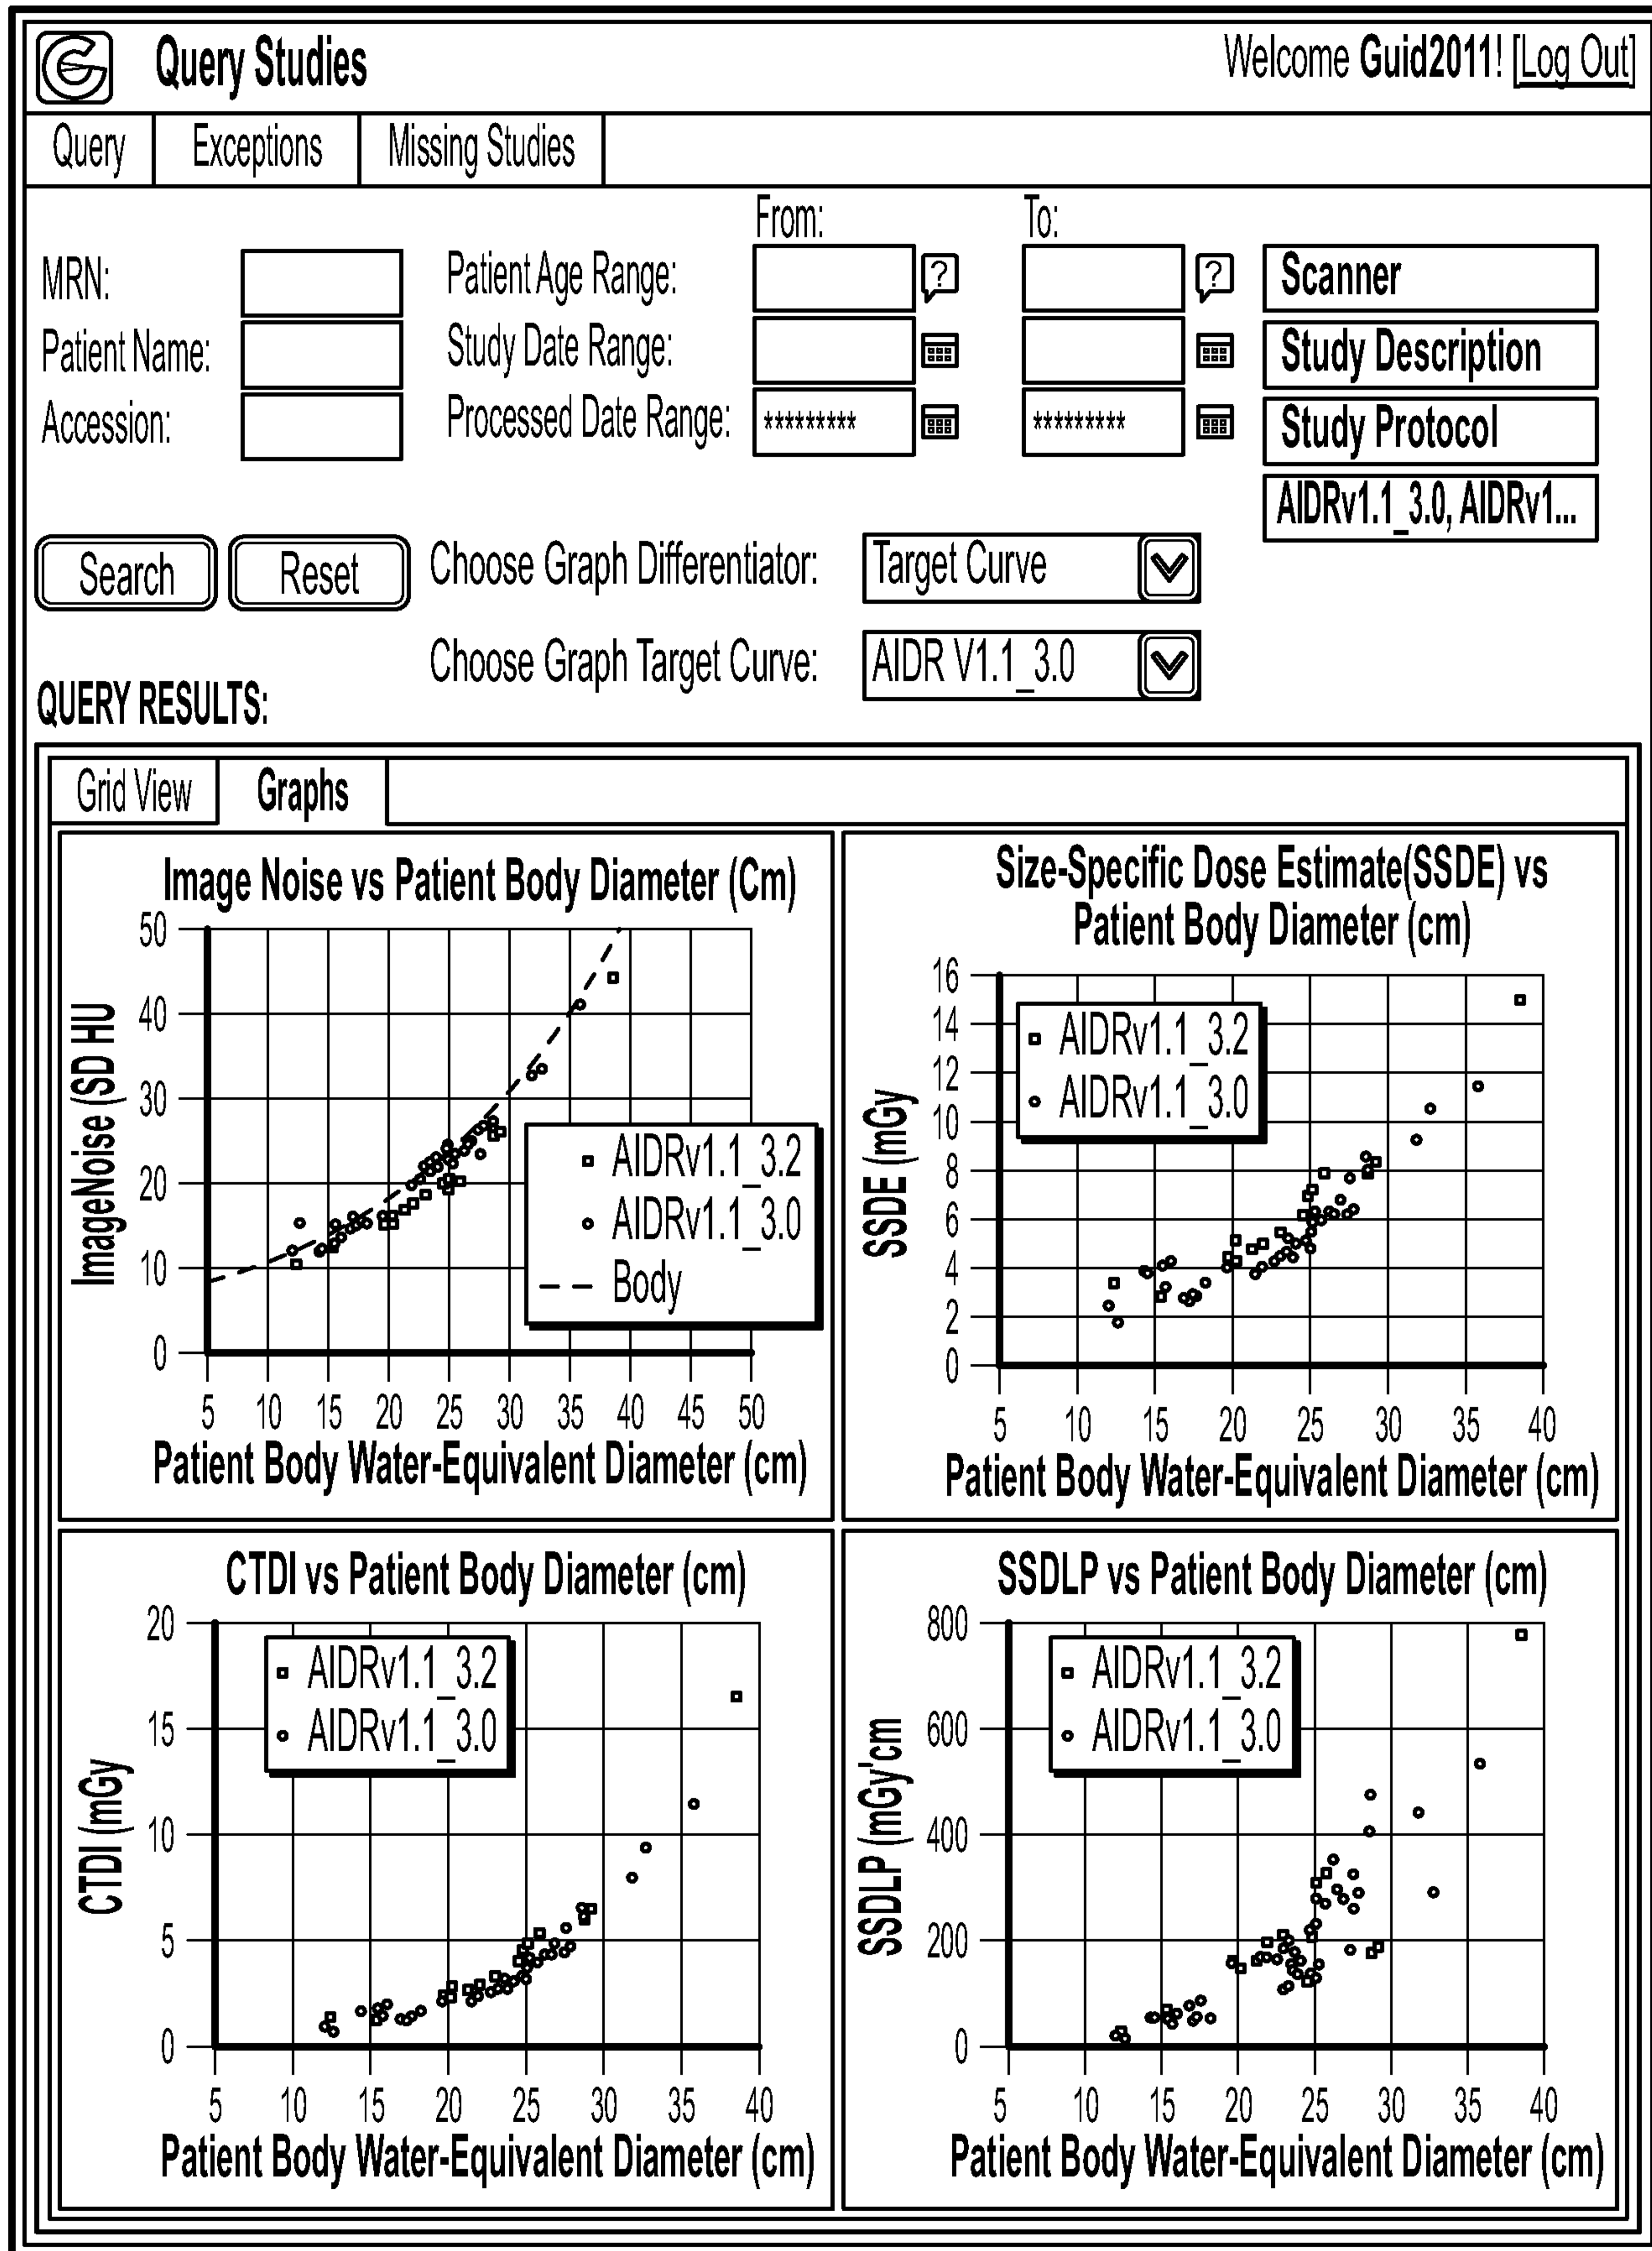 Query Studies
Welcome Guid2011! [Log Out]
Query Exceptions Missing Studies
From: To:
MRN: Patient Age Range: ? ? Scanner
Patient Name: Study Date Range: Study Description
Accession: Processed Date Range: ********* ********* Study Protocol
AIDRv1.1_3.0, AIDRv1...
Search Reset Choose Graph Differentiator: Target Curve
Choose Graph Target Curve: AIDR V1.1_3.0
QUERY RESULTS:
Grid View Graphs
Image Noise vs Patient Body Diameter (Cm)
ImageNoise (SD HU
50
40
30
20
10
0
AIDRv1.1_3.2
AIDRv1.1_3.0
Body
5 10 15 20 25 30 35 40 45 50
Patient Body Water-Equivalent Diameter (cm)
Size-Specific Dose Estimate(SSDE) vs
Patient Body Diameter (cm)
SSDE (mGy
16
14
12
10
8
6
4
2
0
AIDRv1.1_3.2
AIDRv1.1_3.0
5 10 15 20 25 30 35 40
Patient Body Water-Equivalent Diameter (cm)
CTDI vs Patient Body Diameter (cm)
CTDI (mGy
20
15
10
5
0
AIDRv1.1_3.2
AIDRv1.1_3.0
5 10 15 20 25 30 35 40
Patient Body Water-Equivalent Diameter (cm)
SSDLP vs Patient Body Diameter (cm)
SSDLP (mGy'cm
800
600
400
200
0
AIDRv1.1_3.2
AIDRv1.1_3.0
5 10 15 20 25 30 35 40
Patient Body Water-Equivalent Diameter (cm)